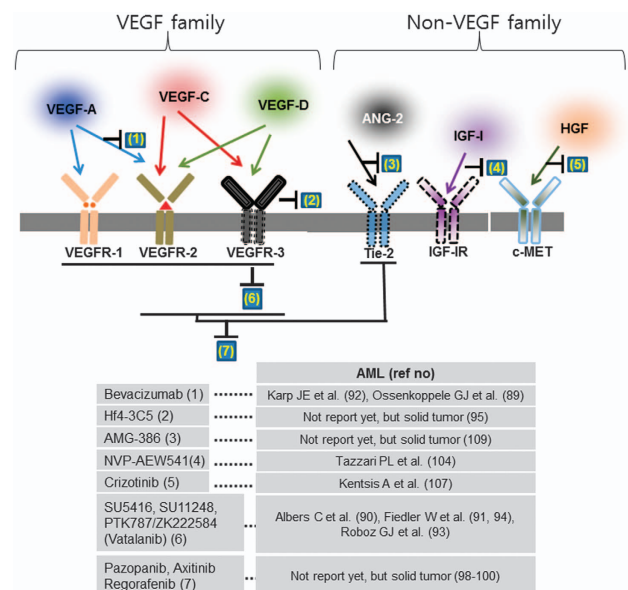 VEGF family
Non-VEGF family
VEGF-A
VEGF-C
VEGF-D
ANG-2
IGF-I
HGF
(1)
(2)
(3)
(4)
(5)
VEGFR-1
VEGFR-2
VEGFR-3
Tie-2
IGF-IR
c-MET
(6)
(7)
AML (ref no)
Bevacizumab (1)
Karp JE et al. (92), Ossenkoppele GJ et al. (89)
Hf4-3C5 (2)
Not report yet, but solid tumor (95)
AMG-386 (3)
Not report yet, but solid tumor (109)
NVP-AEW541(4)
Tazzari PL et al. (104)
Crizotinib (5)
Kentsis A et al. (107)
SU5416, SU11248,
PTK787/ZK222584
(Vatalanib) (6)
Albers C et al. (90), Fiedler W et al. (91, 94),
Roboz GJ et al. (93)
Pazopanib, Axitinib
Regorafenib (7)
Not report yet, but solid tumor (98-100)